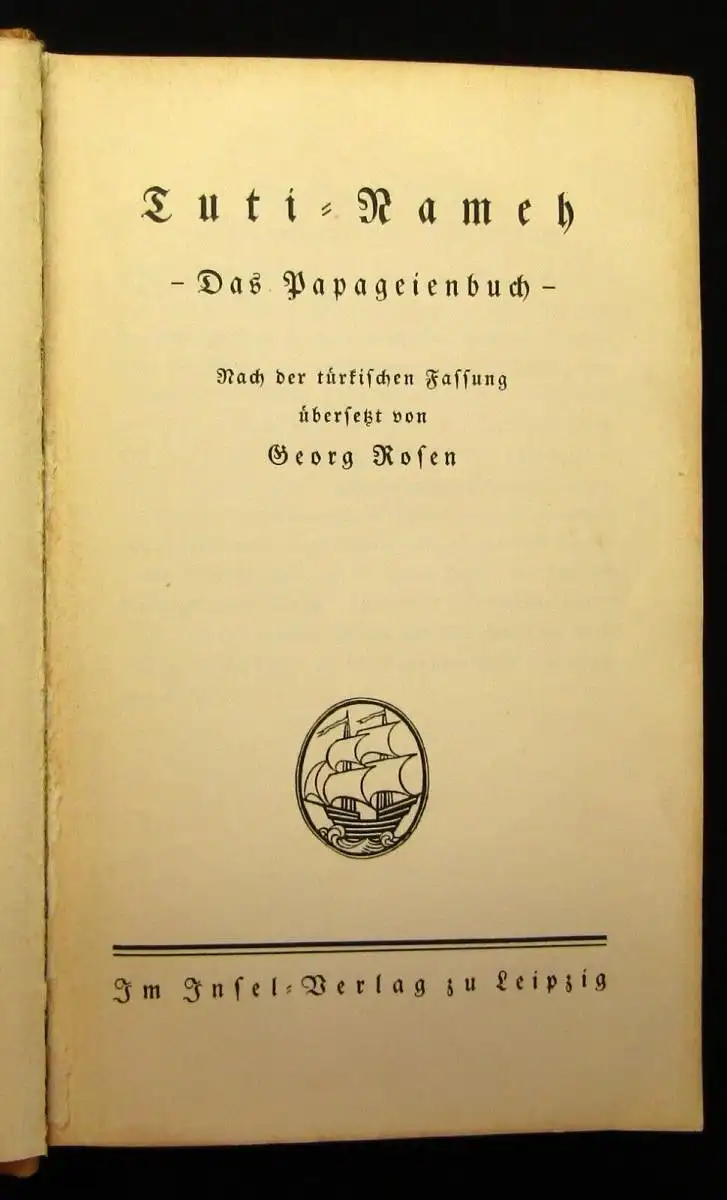 Tuti-Nameh
- Das Papageienbuch -
Nach der türkiſchen Faſſung
überſetzt von
Georg Roſen
Im Inſel-Verlag zu Leipzig